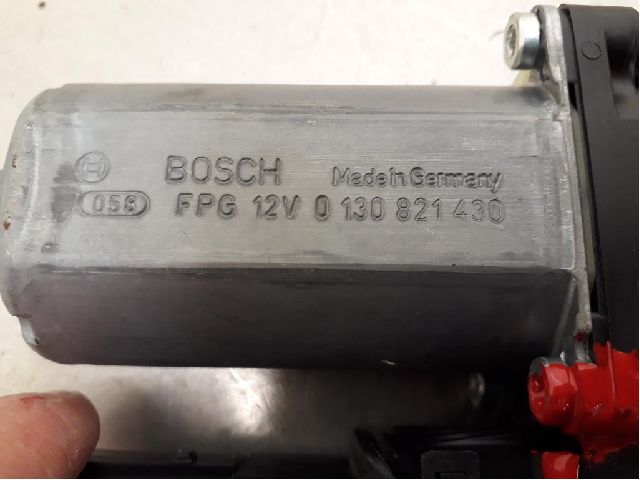 BOSCH Made in Germany
058 FPG 12V 0 130 821 430